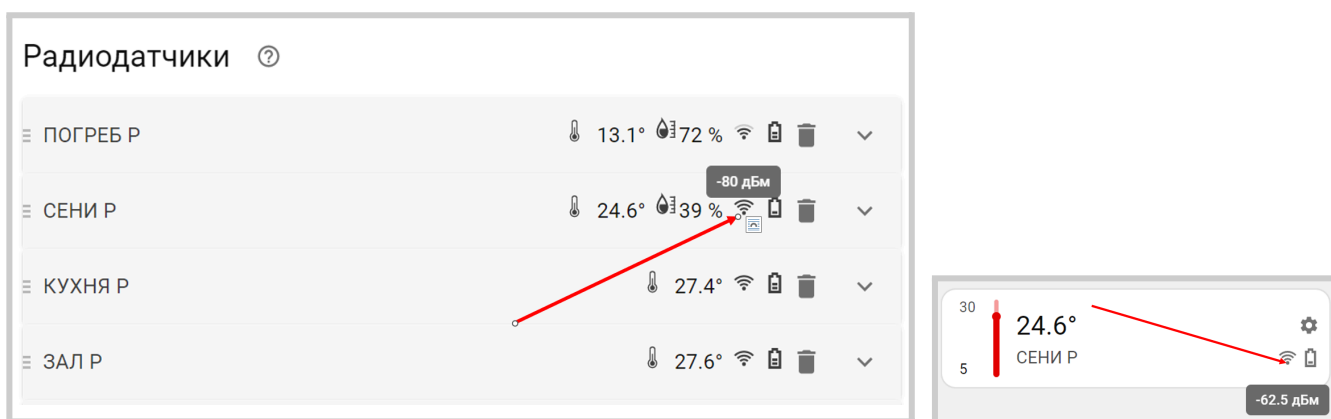 Радиодатчики
ПОГРЕБ Р 13.1° 72 %
-80 дБм
СЕНИ Р 24.6° 39 %
КУХНЯ Р 27.4°
ЗАЛ Р 27.6°
30
24.6°
СЕНИ Р
5
-62.5 дБм